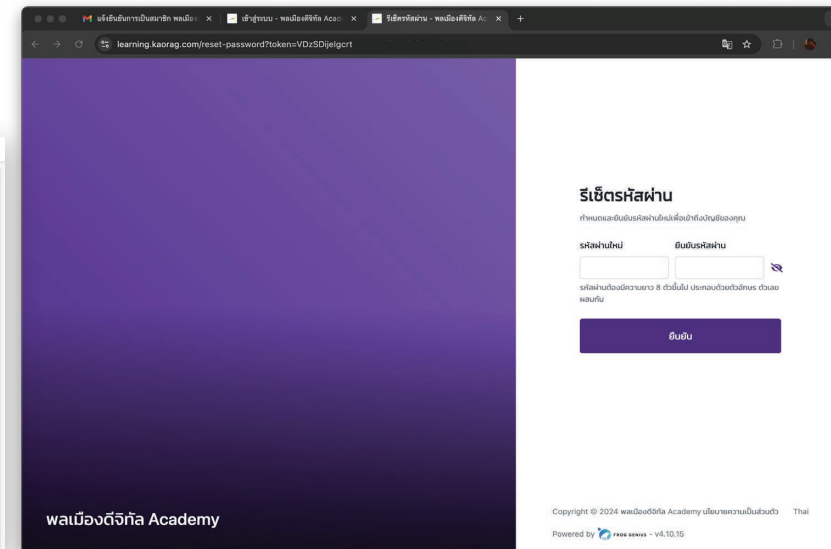 แจ้งยืนยันการเป็นสมาชิก พลเมือง
เข้าสู่ระบบ - พลเมืองดิจิทัล Acad
รีเซ็ตรหัสผ่าน - พลเมืองดีจิทัล Ac
learning.kaorag.com/reset-password?token=VDzSDijelgcrt
รีเซ็ตรหัสผ่าน
กำหนดและยืนยันรหัสผ่านใหม่เพื่อเข้าถึงบัญชีของคุณ
รหัสผ่านใหม่ ยืนยันรหัสผ่าน
รหัสผ่านต้องมีความยาว 8 ตัวขึ้นไป ประกอบด้วยตัวอักษร ตัวเลข
ผสมกัน
ยืนยัน
พลเมืองดีจิทัล Academy
Copyright © 2024 พลเมืองดีจิทัล Academy นโยบายความเป็นส่วนตัว Thai
Powered by FROG GENIUS - v4.10.15